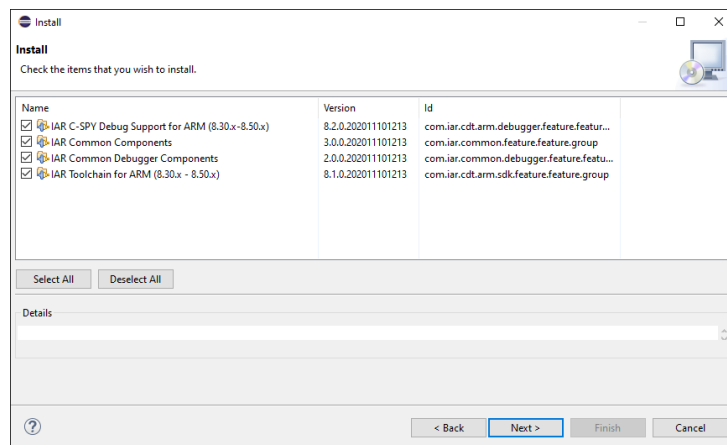 Install
Install
Check the items that you wish to install.
Name Version Id
IAR C-SPY Debug Support for ARM (8.30.x-8.50.x) 8.2.0.202011101213 com.iar.cdt.arm.debugger.feature.featur...
IAR Common Components 3.0.0.202011101213 com.iar.common.feature.feature.group
IAR Common Debugger Components 2.0.0.202011101213 com.iar.common.debugger.feature.featu...
IAR Toolchain for ARM (8.30.x - 8.50.x) 8.1.0.202011101213 com.iar.cdt.arm.sdk.feature.feature.group
Select All Deselect All
Details
? < Back Next > Finish Cancel